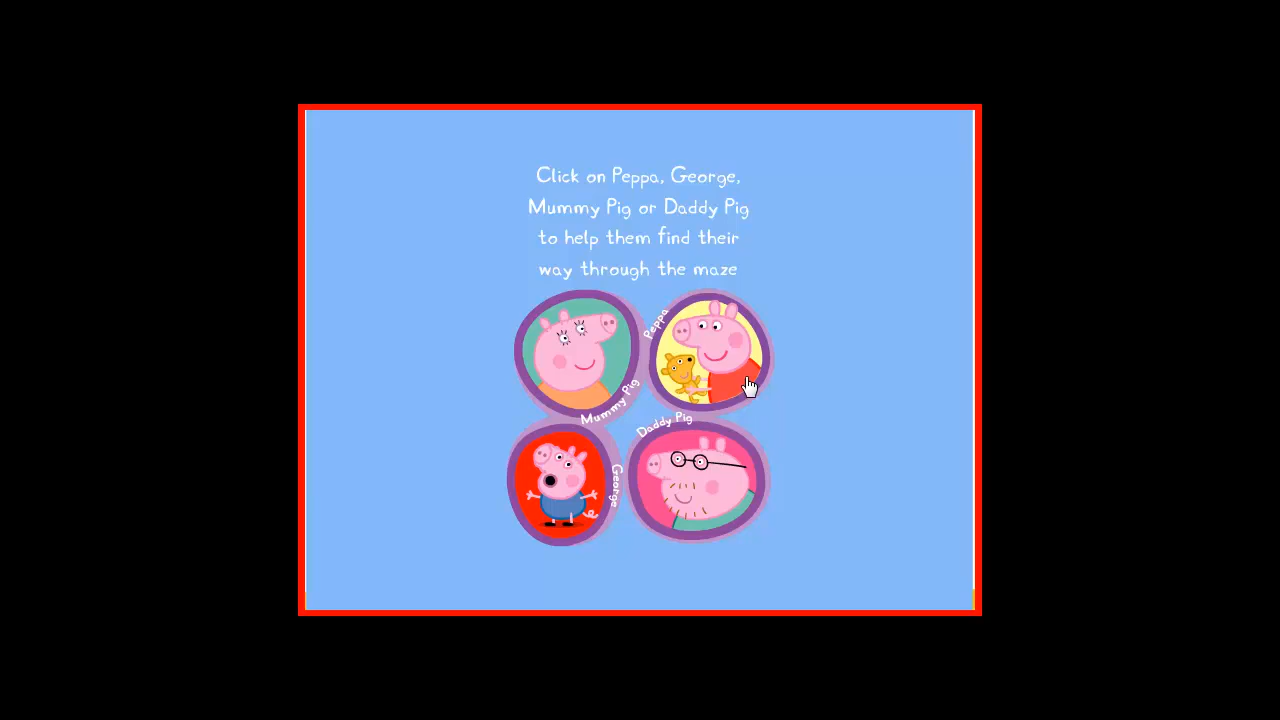 Click on Peppa, George,
Mummy Pig or Daddy Pig
to help them find their
way through the maze
Peppa
Mummy Pig
Daddy Pig
George